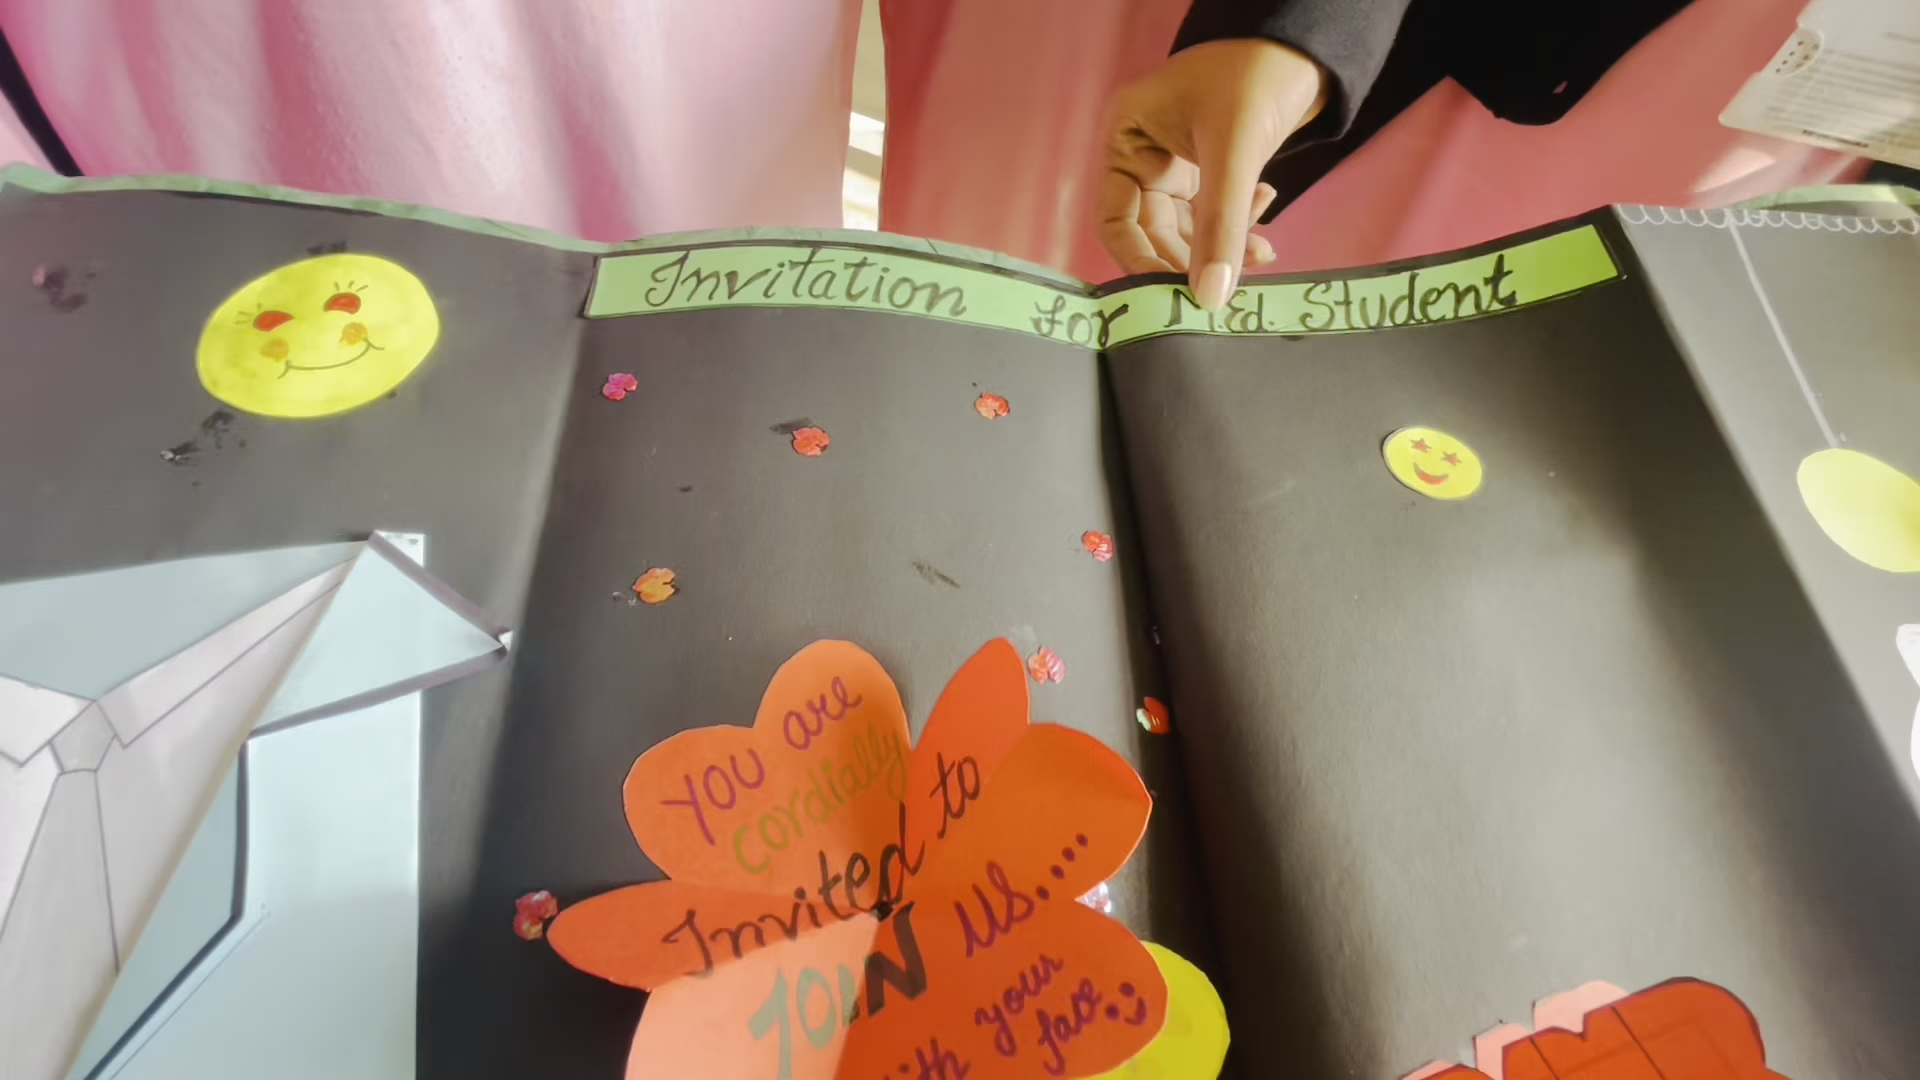 Invitation for M.Ed. Student
You are
cordially
Invited to
JOIN us....
with your
face